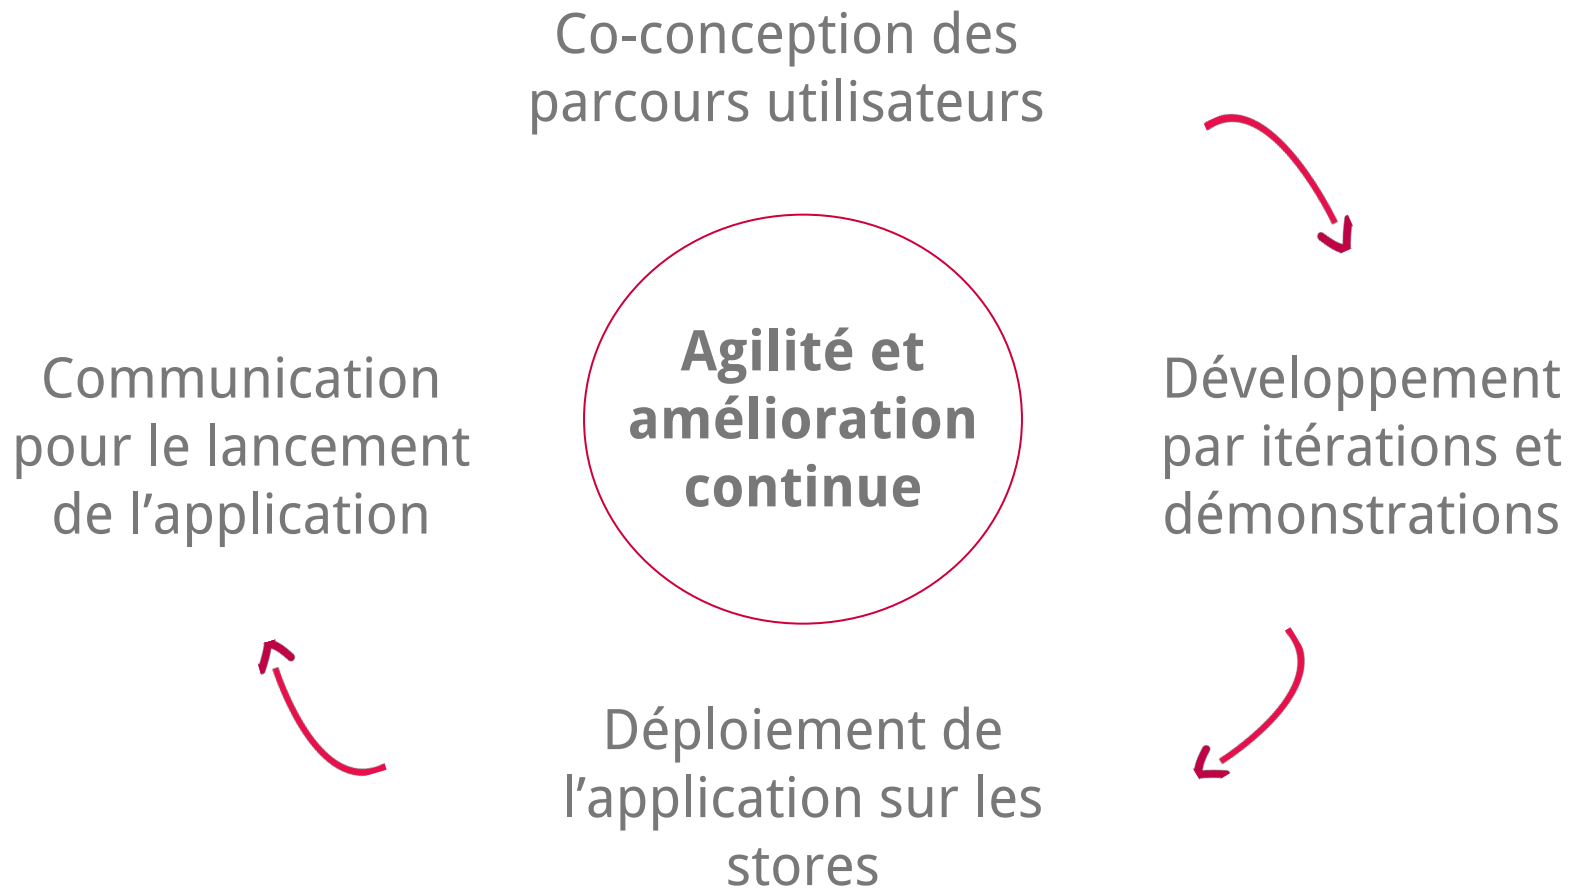 Co-conception des
parcours utilisateurs
Agilité et
amélioration
continue
Communication
pour le lancement
de l’application
Développement
par itérations et
démonstrations
Déploiement de
l’application sur les
stores